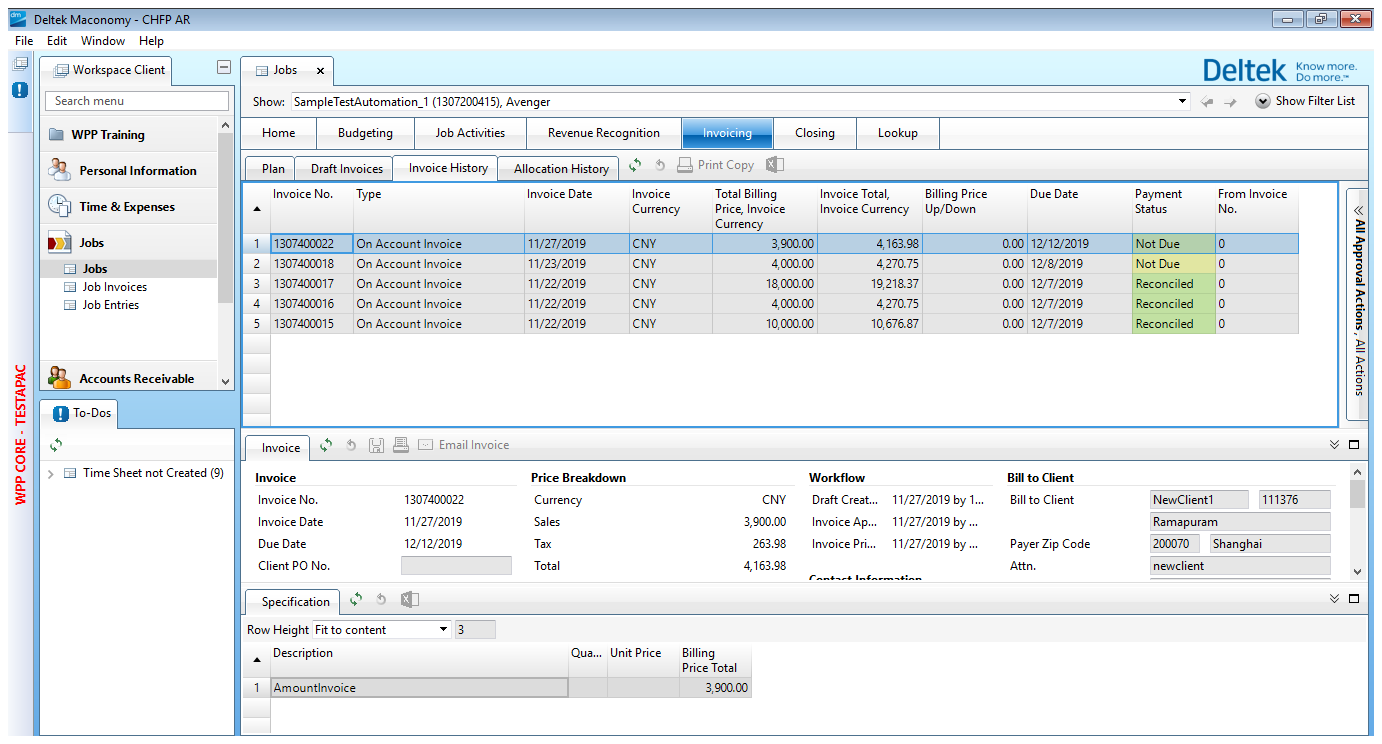 dm Deltek Maconomy - CHFP AR
File Edit Window Help
Workspace Client
Search menu
WPP Training
Personal Information
Time & Expenses
Jobs
Jobs
Job Invoices
Job Entries
Accounts Receivable
To-Dos
Time Sheet not Created (9)
WPP CORE - TESTAPAC
Jobs x
Deltek Know more. Do more.™
Show: SampleTestAutomation_1 (1307200415), Avenger Show Filter List
Home Budgeting Job Activities Revenue Recognition Invoicing Closing Lookup
Plan Draft Invoices Invoice History Allocation History Print Copy
Invoice No. Type Invoice Date Invoice Currency Total Billing Price, Invoice Currency Invoice Total, Invoice Currency Billing Price Up/Down Due Date Payment Status From Invoice No.
1 1307400022 On Account Invoice 11/27/2019 CNY 3,900.00 4,163.98 0.00 12/12/2019 Not Due 0
2 1307400018 On Account Invoice 11/23/2019 CNY 4,000.00 4,270.75 0.00 12/8/2019 Not Due 0
3 1307400017 On Account Invoice 11/22/2019 CNY 18,000.00 19,218.37 0.00 12/7/2019 Reconciled 0
4 1307400016 On Account Invoice 11/22/2019 CNY 4,000.00 4,270.75 0.00 12/7/2019 Reconciled 0
5 1307400015 On Account Invoice 11/22/2019 CNY 10,000.00 10,676.87 0.00 12/7/2019 Reconciled 0
All Approval Actions , All Actions
Invoice Email Invoice
Invoice Price Breakdown Workflow Bill to Client
Invoice No. 1307400022 Currency CNY Draft Creat... 11/27/2019 by 1... Bill to Client NewClient1 111376
Invoice Date 11/27/2019 Sales 3,900.00 Invoice Ap... 11/27/2019 by ... Ramapuram
Due Date 12/12/2019 Tax 263.98 Invoice Pri... 11/27/2019 by ... Payer Zip Code 200070 Shanghai
Client PO No. Total 4,163.98 Attn. newclient
Contact Information
Specification
Row Height Fit to content 3
Description Qua... Unit Price Billing Price Total
1 AmountInvoice 3,900.00